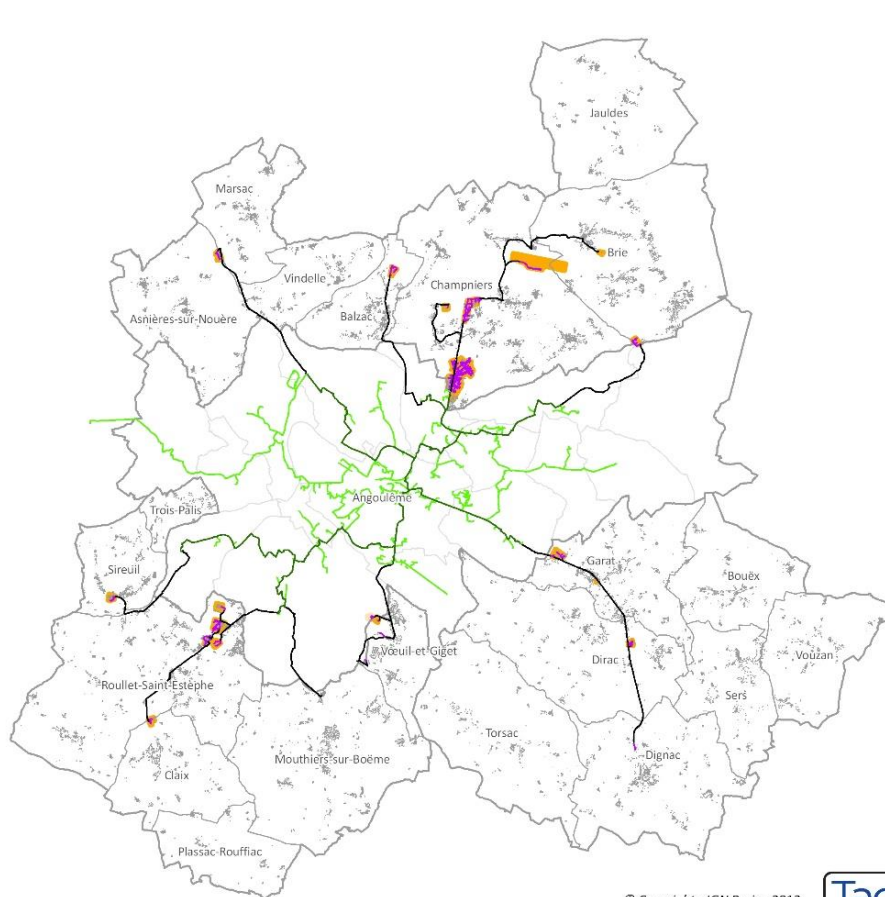 Jauldes
Marsac
Brie
Vindelle
Champniers
Asnières-sur-Nouère
Balzac
Angoulême
Trois-Palis
Sireuil
Garat
Bouëx
Vœuil-et-Giget
Dirac
Vouzan
Roullet-Saint-Estèphe
Sers
Torsac
Mouthiers-sur-Boëme
Dignac
Claix
Plassac-Rouffiac